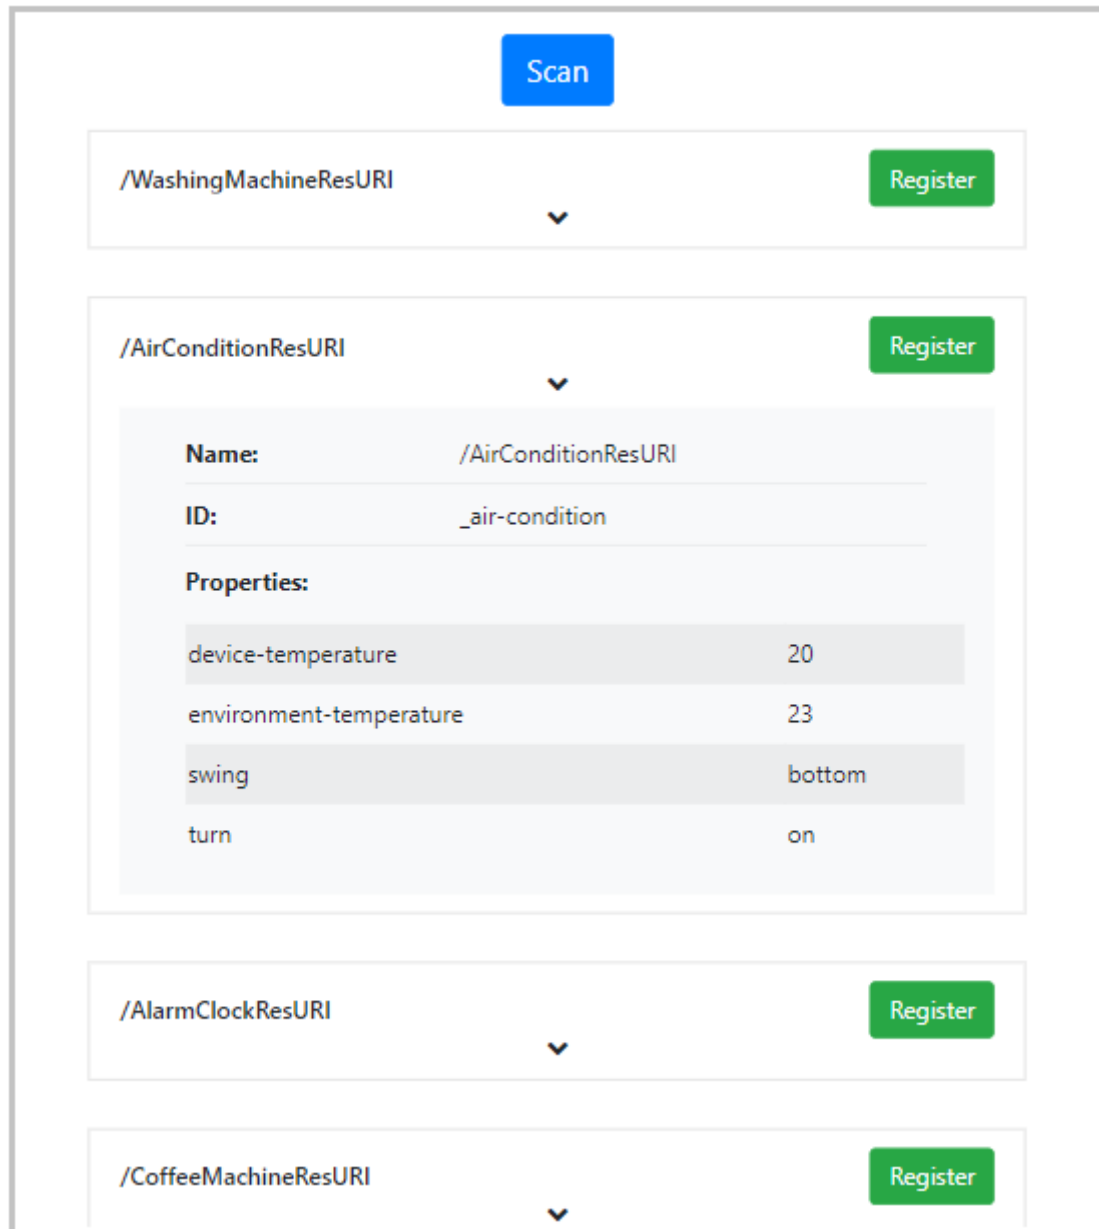 Scan
/WashingMachineResURI Register
/AirConditionResURI Register
Name: /AirConditionResURI
ID: _air-condition
Properties:
device-temperature 20
environment-temperature 23
swing bottom
turn on
/AlarmClockResURI Register
/CoffeeMachineResURI Register